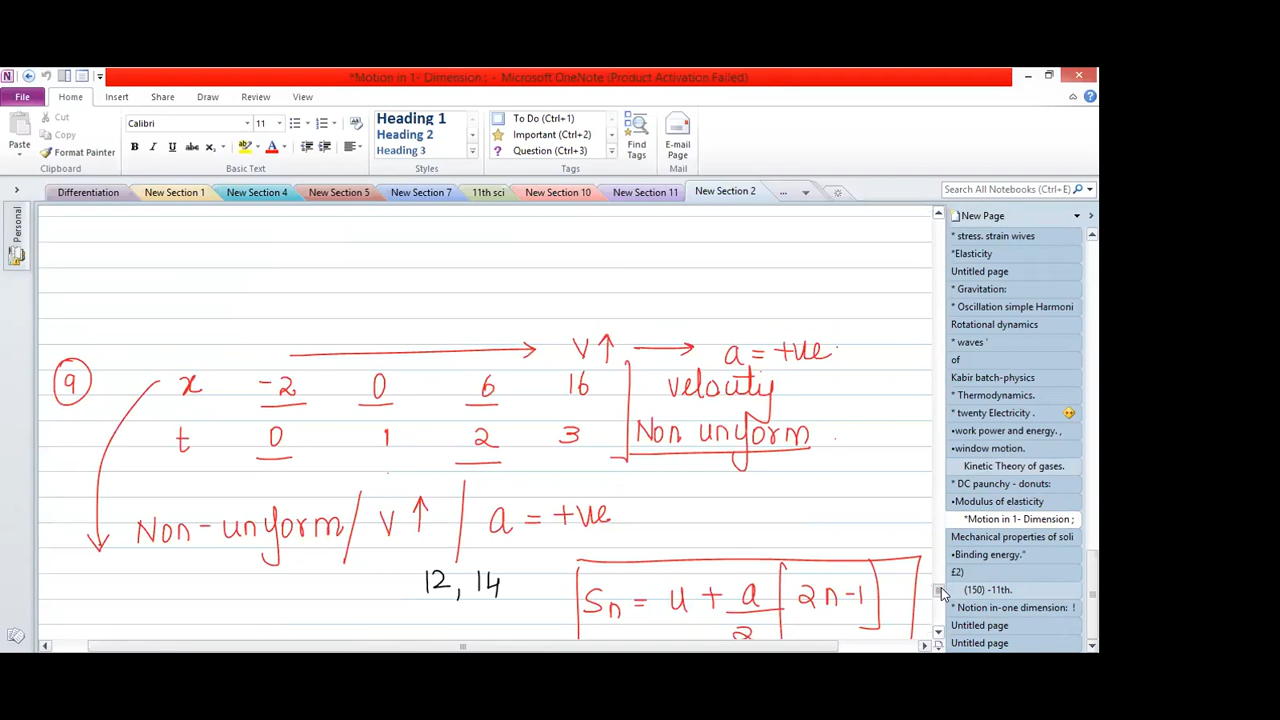 *Motion in 1- Dimension ; - Microsoft OneNote (Product Activation Failed)
File Home Insert Share Draw Review View
Paste
Cut
Copy
Format Painter
Clipboard
Calibri 11
B I U abc x₂ ab A
Basic Text
Heading 1
Heading 2
Heading 3
Styles
To Do (Ctrl+1)
Important (Ctrl+2)
Question (Ctrl+3)
Find Tags
Tags
E-mail Page
Mail
Differentiation New Section 1 New Section 4 New Section 5 New Section 7 11th sci New Section 10 New Section 11 New Section 2 ...
Search All Notebooks (Ctrl+E)
Personal
V ↑ → a = +ve
9 x -2 0 6 16 velocity
t 0 1 2 3 Non unyorm
Non-unyorm / v ↑ / a = +ve
12, 14
Sn = u + a/2 [2n-1]
New Page
* stress. strain wives
*Elasticity
Untitled page
* Gravitation:
* Oscillation simple Harmoni
Rotational dynamics
* waves '
of
Kabir batch-physics
* Thermodynamics.
* twenty Electricity .
•work power and energy. ,
•window motion.
Kinetic Theory of gases.
* DC paunchy - donuts:
•Modulus of elasticity
*Motion in 1- Dimension ;
Mechanical properties of soli
•Binding energy."
£2)
(150) -11th.
* Notion in-one dimension: !
Untitled page
Untitled page